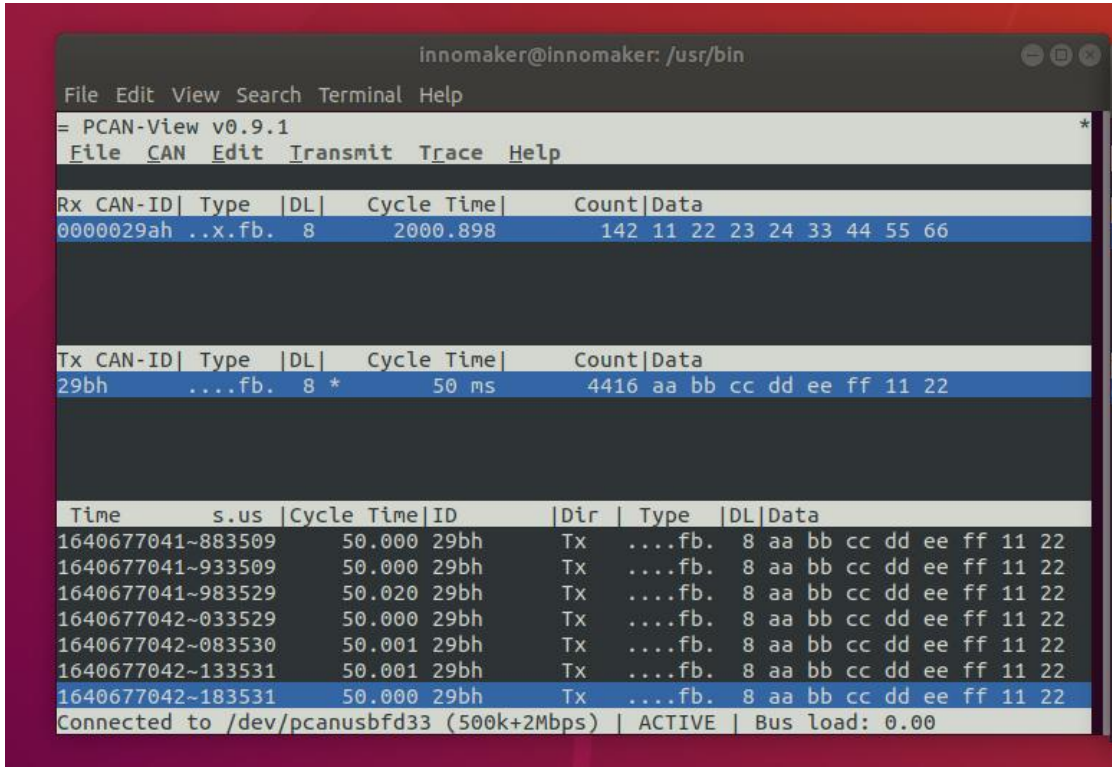 innomaker@innomaker: /usr/bin
File Edit View Search Terminal Help
= PCAN-View v0.9.1 *
File CAN Edit Transmit Trace Help
Rx CAN-ID| Type |DL| Cycle Time| Count|Data
0000029ah ..x.fb. 8 2000.898 142 11 22 23 24 33 44 55 66
Tx CAN-ID| Type |DL| Cycle Time| Count|Data
29bh ....fb. 8 * 50 ms 4416 aa bb cc dd ee ff 11 22
Time s.us |Cycle Time|ID |Dir | Type |DL|Data
1640677041~883509 50.000 29bh Tx ....fb. 8 aa bb cc dd ee ff 11 22
1640677041~933509 50.000 29bh Tx ....fb. 8 aa bb cc dd ee ff 11 22
1640677041~983529 50.020 29bh Tx ....fb. 8 aa bb cc dd ee ff 11 22
1640677042~033529 50.000 29bh Tx ....fb. 8 aa bb cc dd ee ff 11 22
1640677042~083530 50.001 29bh Tx ....fb. 8 aa bb cc dd ee ff 11 22
1640677042~133531 50.001 29bh Tx ....fb. 8 aa bb cc dd ee ff 11 22
1640677042~183531 50.000 29bh Tx ....fb. 8 aa bb cc dd ee ff 11 22
Connected to /dev/pcanusbfd33 (500k+2Mbps) | ACTIVE | Bus load: 0.00